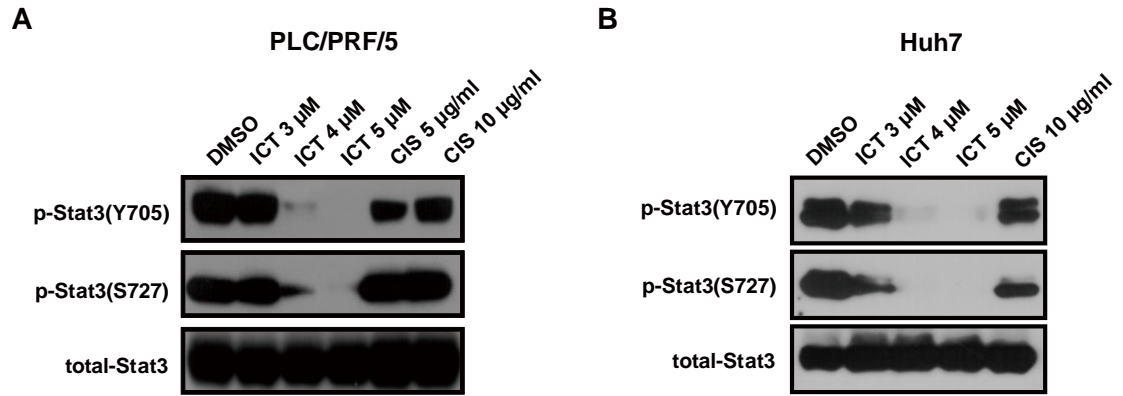 A
PLC/PRF/5
DMSO
ICT 3 µM
ICT 4 µM
ICT 5 µM
CIS 5 µg/ml
CIS 10 µg/ml
p-Stat3(Y705)
p-Stat3(S727)
total-Stat3
B
Huh7
DMSO
ICT 3 µM
ICT 4 µM
ICT 5 µM
CIS 10 µg/ml
p-Stat3(Y705)
p-Stat3(S727)
total-Stat3